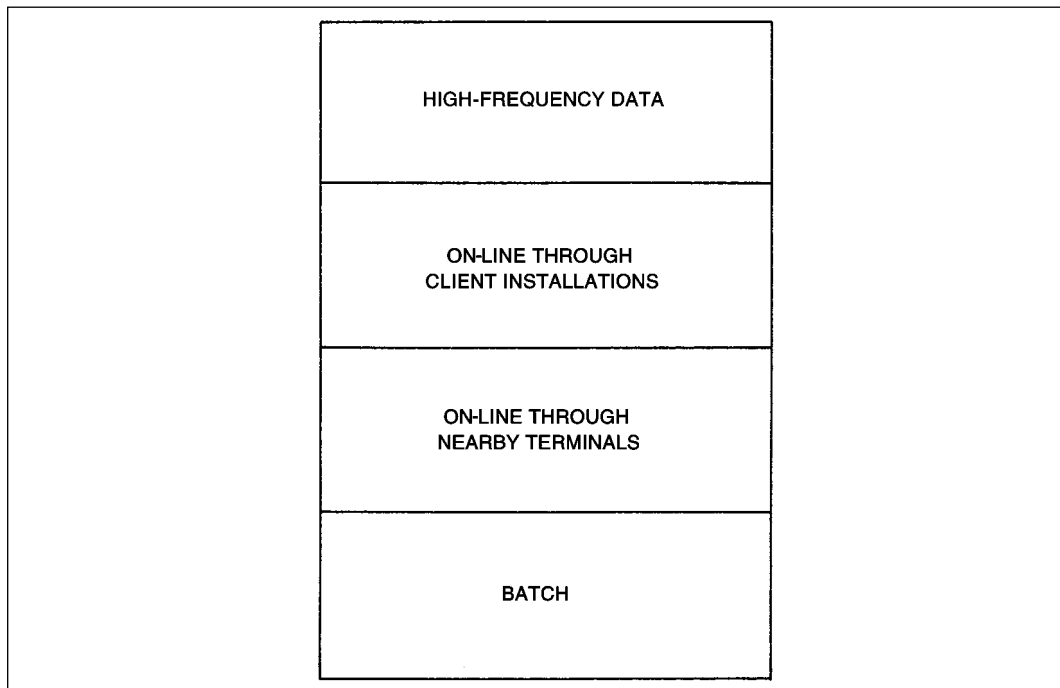 HIGH-FREQUENCY DATA
ON-LINE THROUGH
CLIENT INSTALLATIONS
ON-LINE THROUGH
NEARBY TERMINALS
BATCH